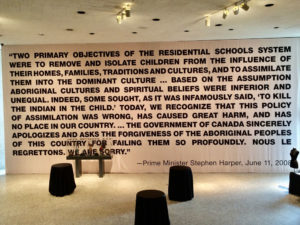 "TWO PRIMARY OBJECTIVES OF THE RESIDENTIAL SCHOOLS SYSTEM
WERE TO REMOVE AND ISOLATE CHILDREN FROM THE INFLUENCE OF
THEIR HOMES, FAMILIES, TRADITIONS AND CULTURES, AND TO ASSIMILATE
THEM INTO THE DOMINANT CULTURE ... BASED ON THE ASSUMPTION
ABORIGINAL CULTURES AND SPIRITUAL BELIEFS WERE INFERIOR AND
UNEQUAL. INDEED, SOME SOUGHT, AS IT WAS INFAMOUSLY SAID, 'TO KILL
THE INDIAN IN THE CHILD.' TODAY, WE RECOGNIZE THAT THIS POLICY
OF ASSIMILATION WAS WRONG, HAS CAUSED GREAT HARM, AND HAS
NO PLACE IN OUR COUNTRY. ... THE GOVERNMENT OF CANADA SINCERELY
APOLOGIZES AND ASKS THE FORGIVENESS OF THE ABORIGINAL PEOPLES
OF THIS COUNTRY FOR FAILING THEM SO PROFOUNDLY. NOUS LE
REGRETTONS. WE ARE SORRY."
—Prime Minister Stephen Harper, June 11, 2008